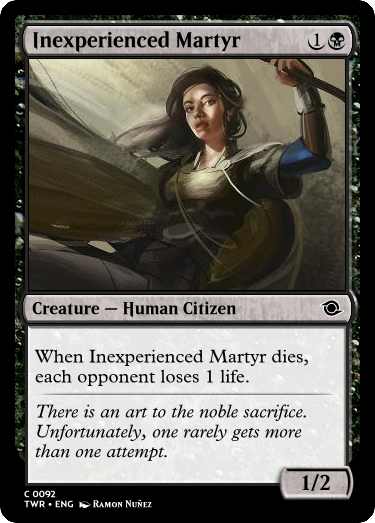 Inexperienced Martyr 1
Creature — Human Citizen
When Inexperienced Martyr dies,
each opponent loses 1 life.
There is an art to the noble sacrifice.
Unfortunately, one rarely gets more
than one attempt.
1/2
C 0092
TWR • ENG Ramon Nuñez